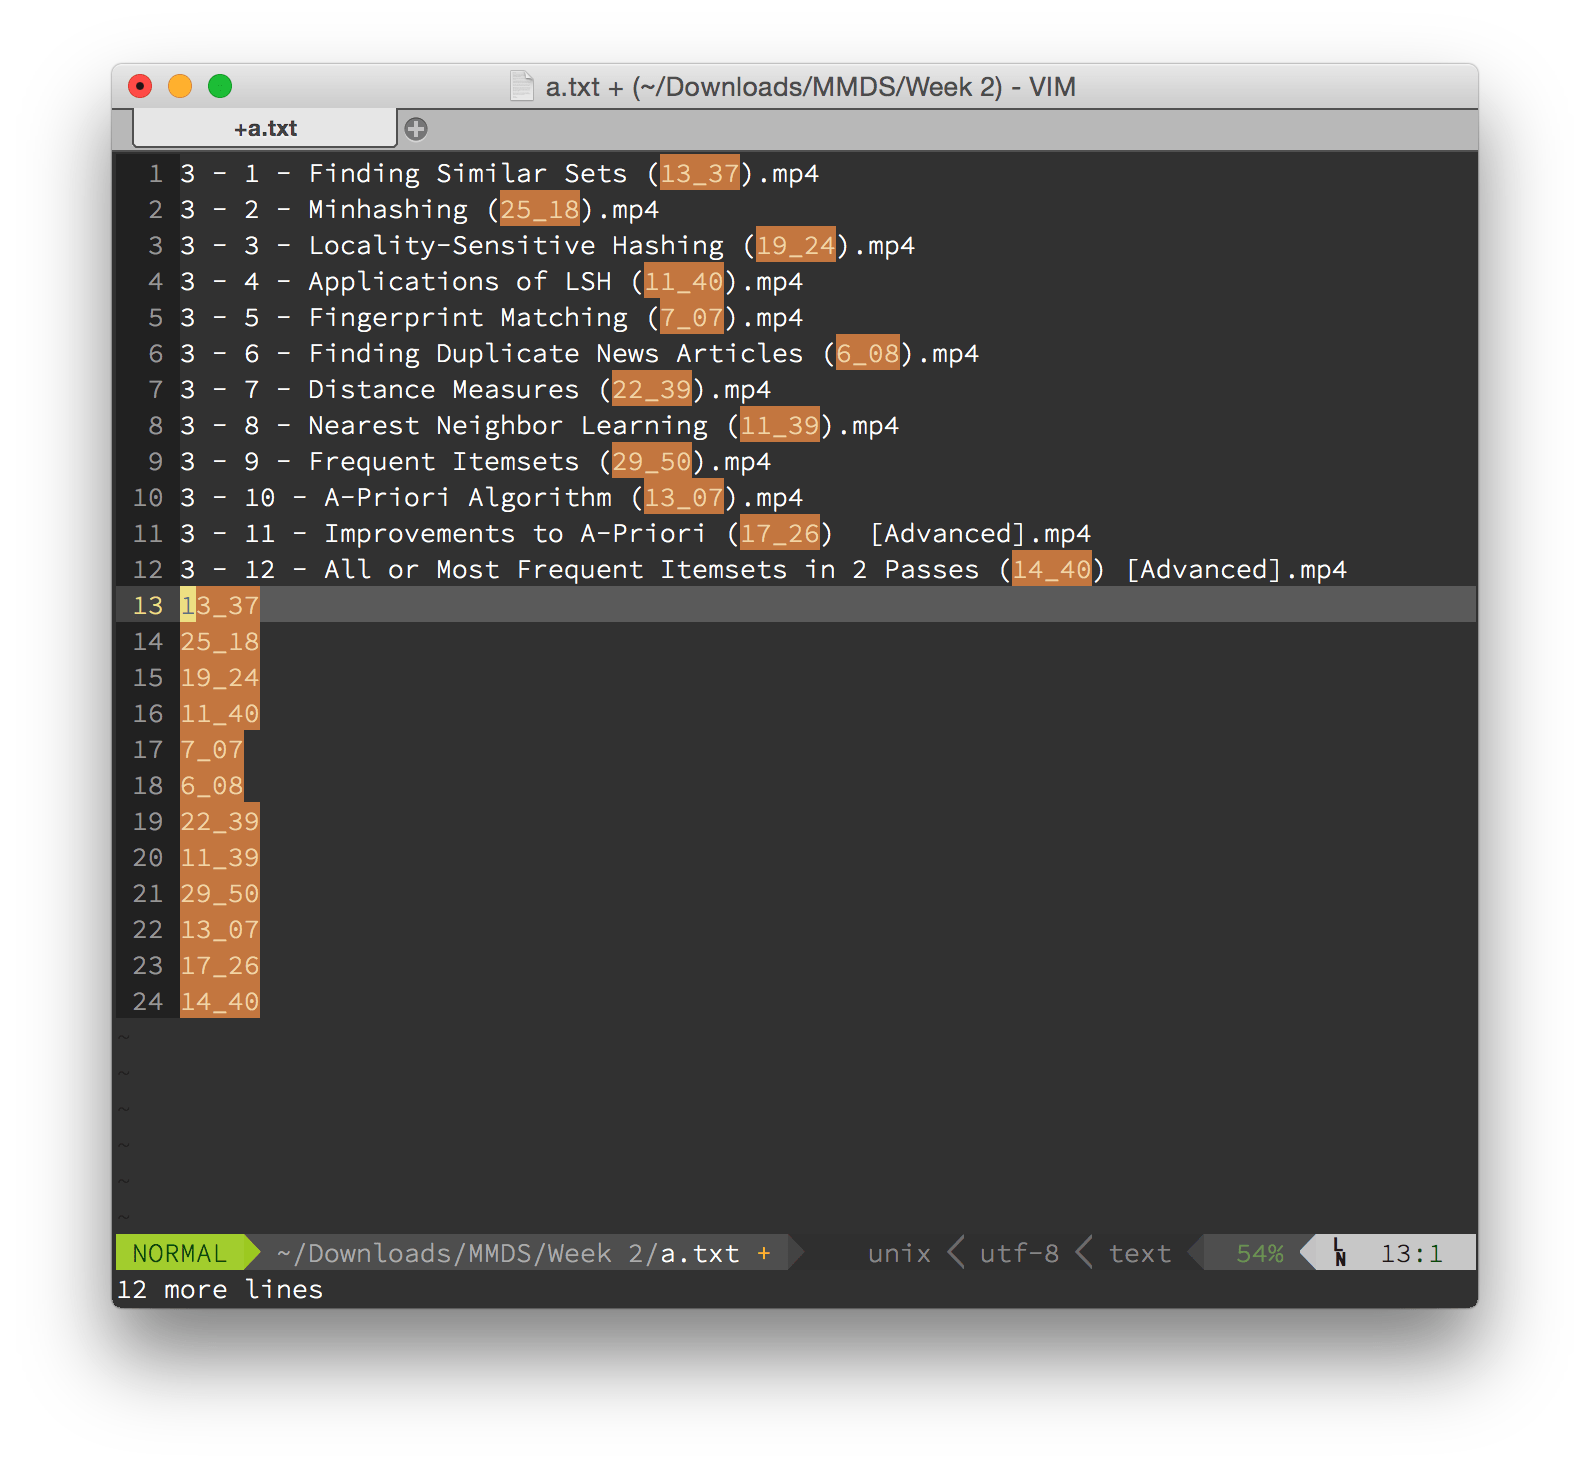 a.txt + (~/Downloads/MMDS/Week 2) - VIM
+a.txt
1 3 - 1 - Finding Similar Sets (13_37).mp4
2 3 - 2 - Minhashing (25_18).mp4
3 3 - 3 - Locality-Sensitive Hashing (19_24).mp4
4 3 - 4 - Applications of LSH (11_40).mp4
5 3 - 5 - Fingerprint Matching (7_07).mp4
6 3 - 6 - Finding Duplicate News Articles (6_08).mp4
7 3 - 7 - Distance Measures (22_39).mp4
8 3 - 8 - Nearest Neighbor Learning (11_39).mp4
9 3 - 9 - Frequent Itemsets (29_50).mp4
10 3 - 10 - A-Priori Algorithm (13_07).mp4
11 3 - 11 - Improvements to A-Priori (17_26)  [Advanced].mp4
12 3 - 12 - All or Most Frequent Itemsets in 2 Passes (14_40) [Advanced].mp4
13 13_37
14 25_18
15 19_24
16 11_40
17 7_07
18 6_08
19 22_39
20 11_39
21 29_50
22 13_07
23 17_26
24 14_40
~
~
~
~
~
~
NORMAL ~/Downloads/MMDS/Week 2/a.txt + unix utf-8 text 54% LN 13:1
12 more lines